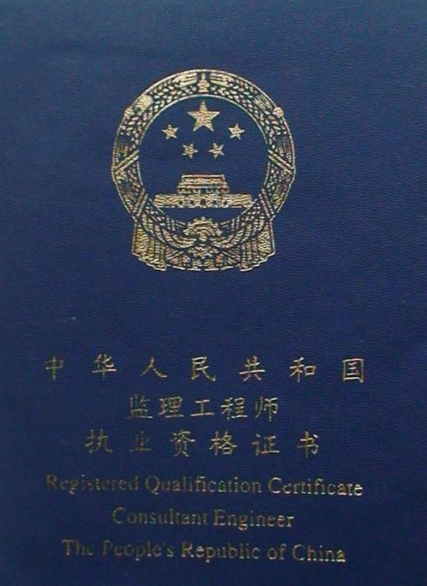 中华人民共和国
监理工程师
执业资格证书
Registered Qualification Certificate
Consultant Engineer
The People's Republic of China